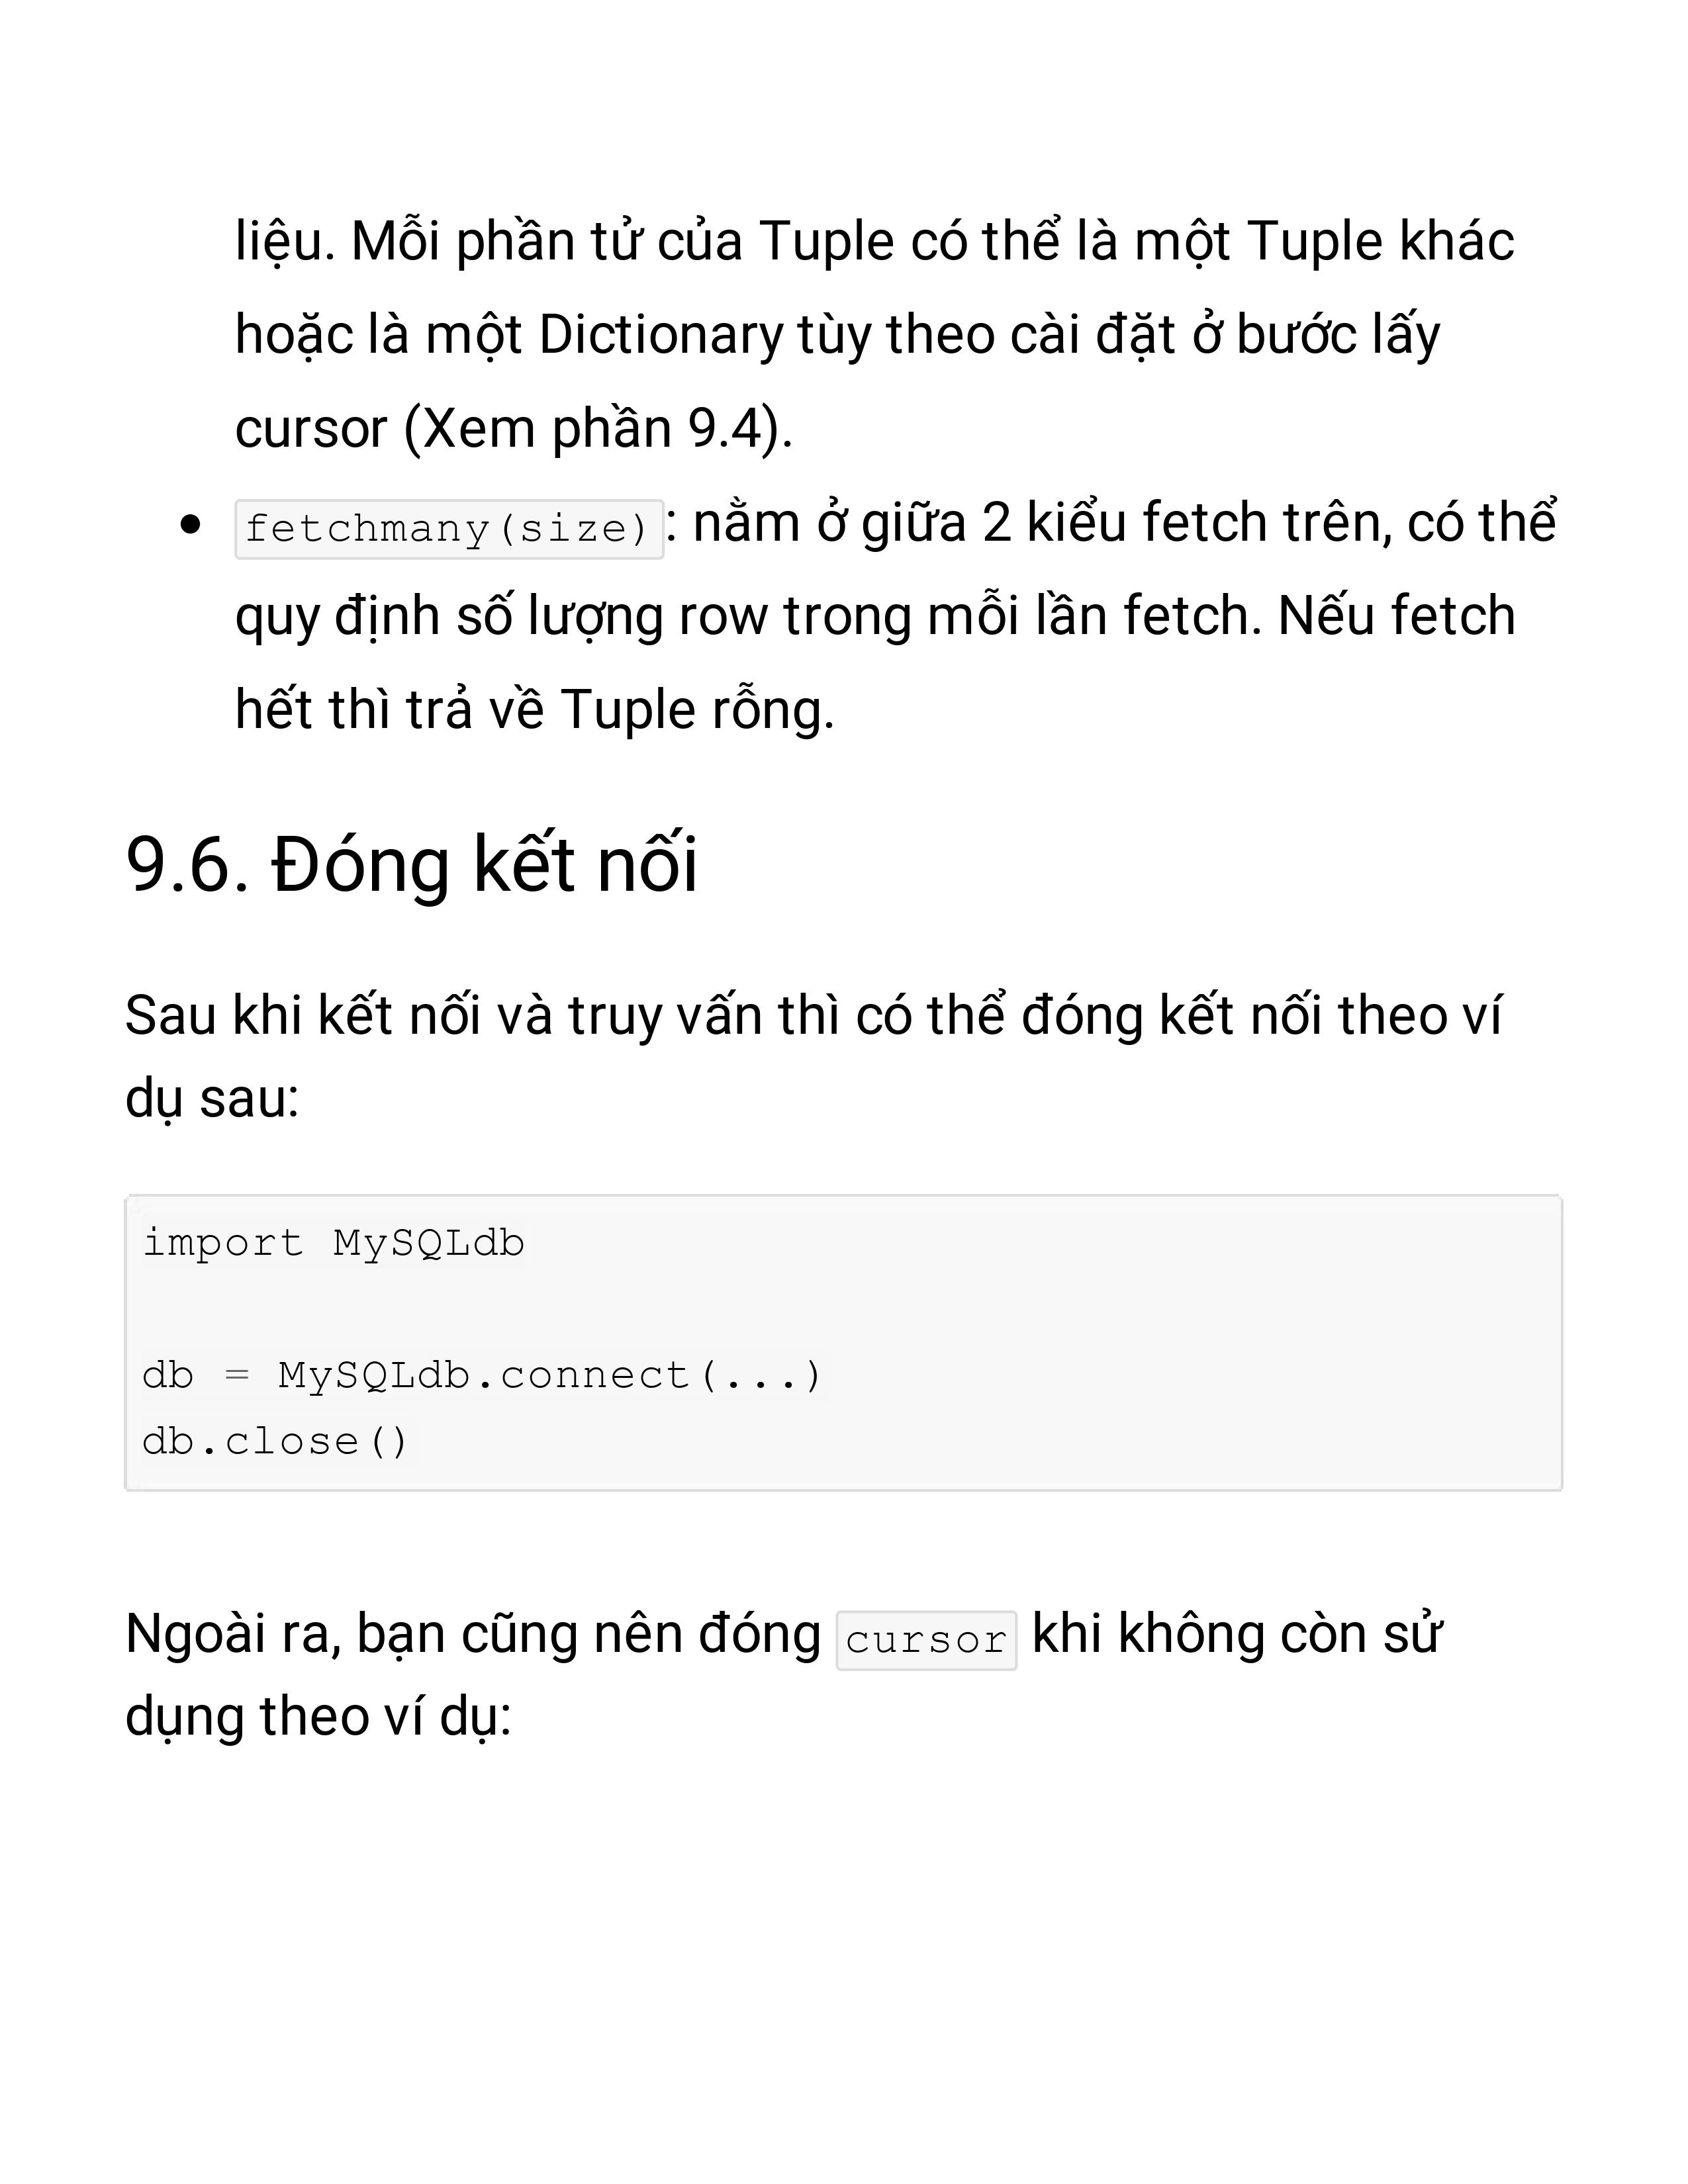 liệu. Mỗi phần tử của Tuple có thể là một Tuple khác
hoặc là một Dictionary tùy theo cài đặt ở bước lấy
cursor (Xem phần 9.4).
• fetchmany(size): nằm ở giữa 2 kiểu fetch trên, có thể
quy định số lượng row trong mỗi lần fetch. Nếu fetch
hết thì trả về Tuple rỗng.
9.6. Đóng kết nối
Sau khi kết nối và truy vấn thì có thể đóng kết nối theo ví
dụ sau:
import MySQLdb
db = MySQLdb.connect(...)
db.close()
Ngoài ra, bạn cũng nên đóng cursor khi không còn sử
dụng theo ví dụ: